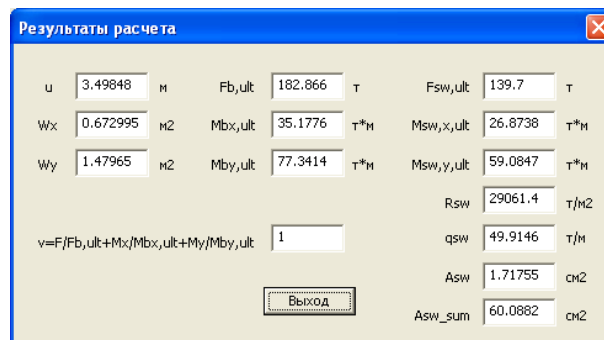 Результаты расчета
u 3.49848 м Fb,ult 182.866 т Fsw,ult 139.7 т
Wx 0.672995 м2 Mbx,ult 35.1776 т*м Msw,x,ult 26.8738 т*м
Wy 1.47965 м2 Mby,ult 77.3414 т*м Msw,y,ult 59.0847 т*м
Rsw 29061.4 т/м2
v=F/Fb,ult+Mx/Mbx,ult+My/Mby,ult 1 qsw 49.9146 т/м
Asw 1.71755 см2
Выход Asw_sum 60.0882 см2